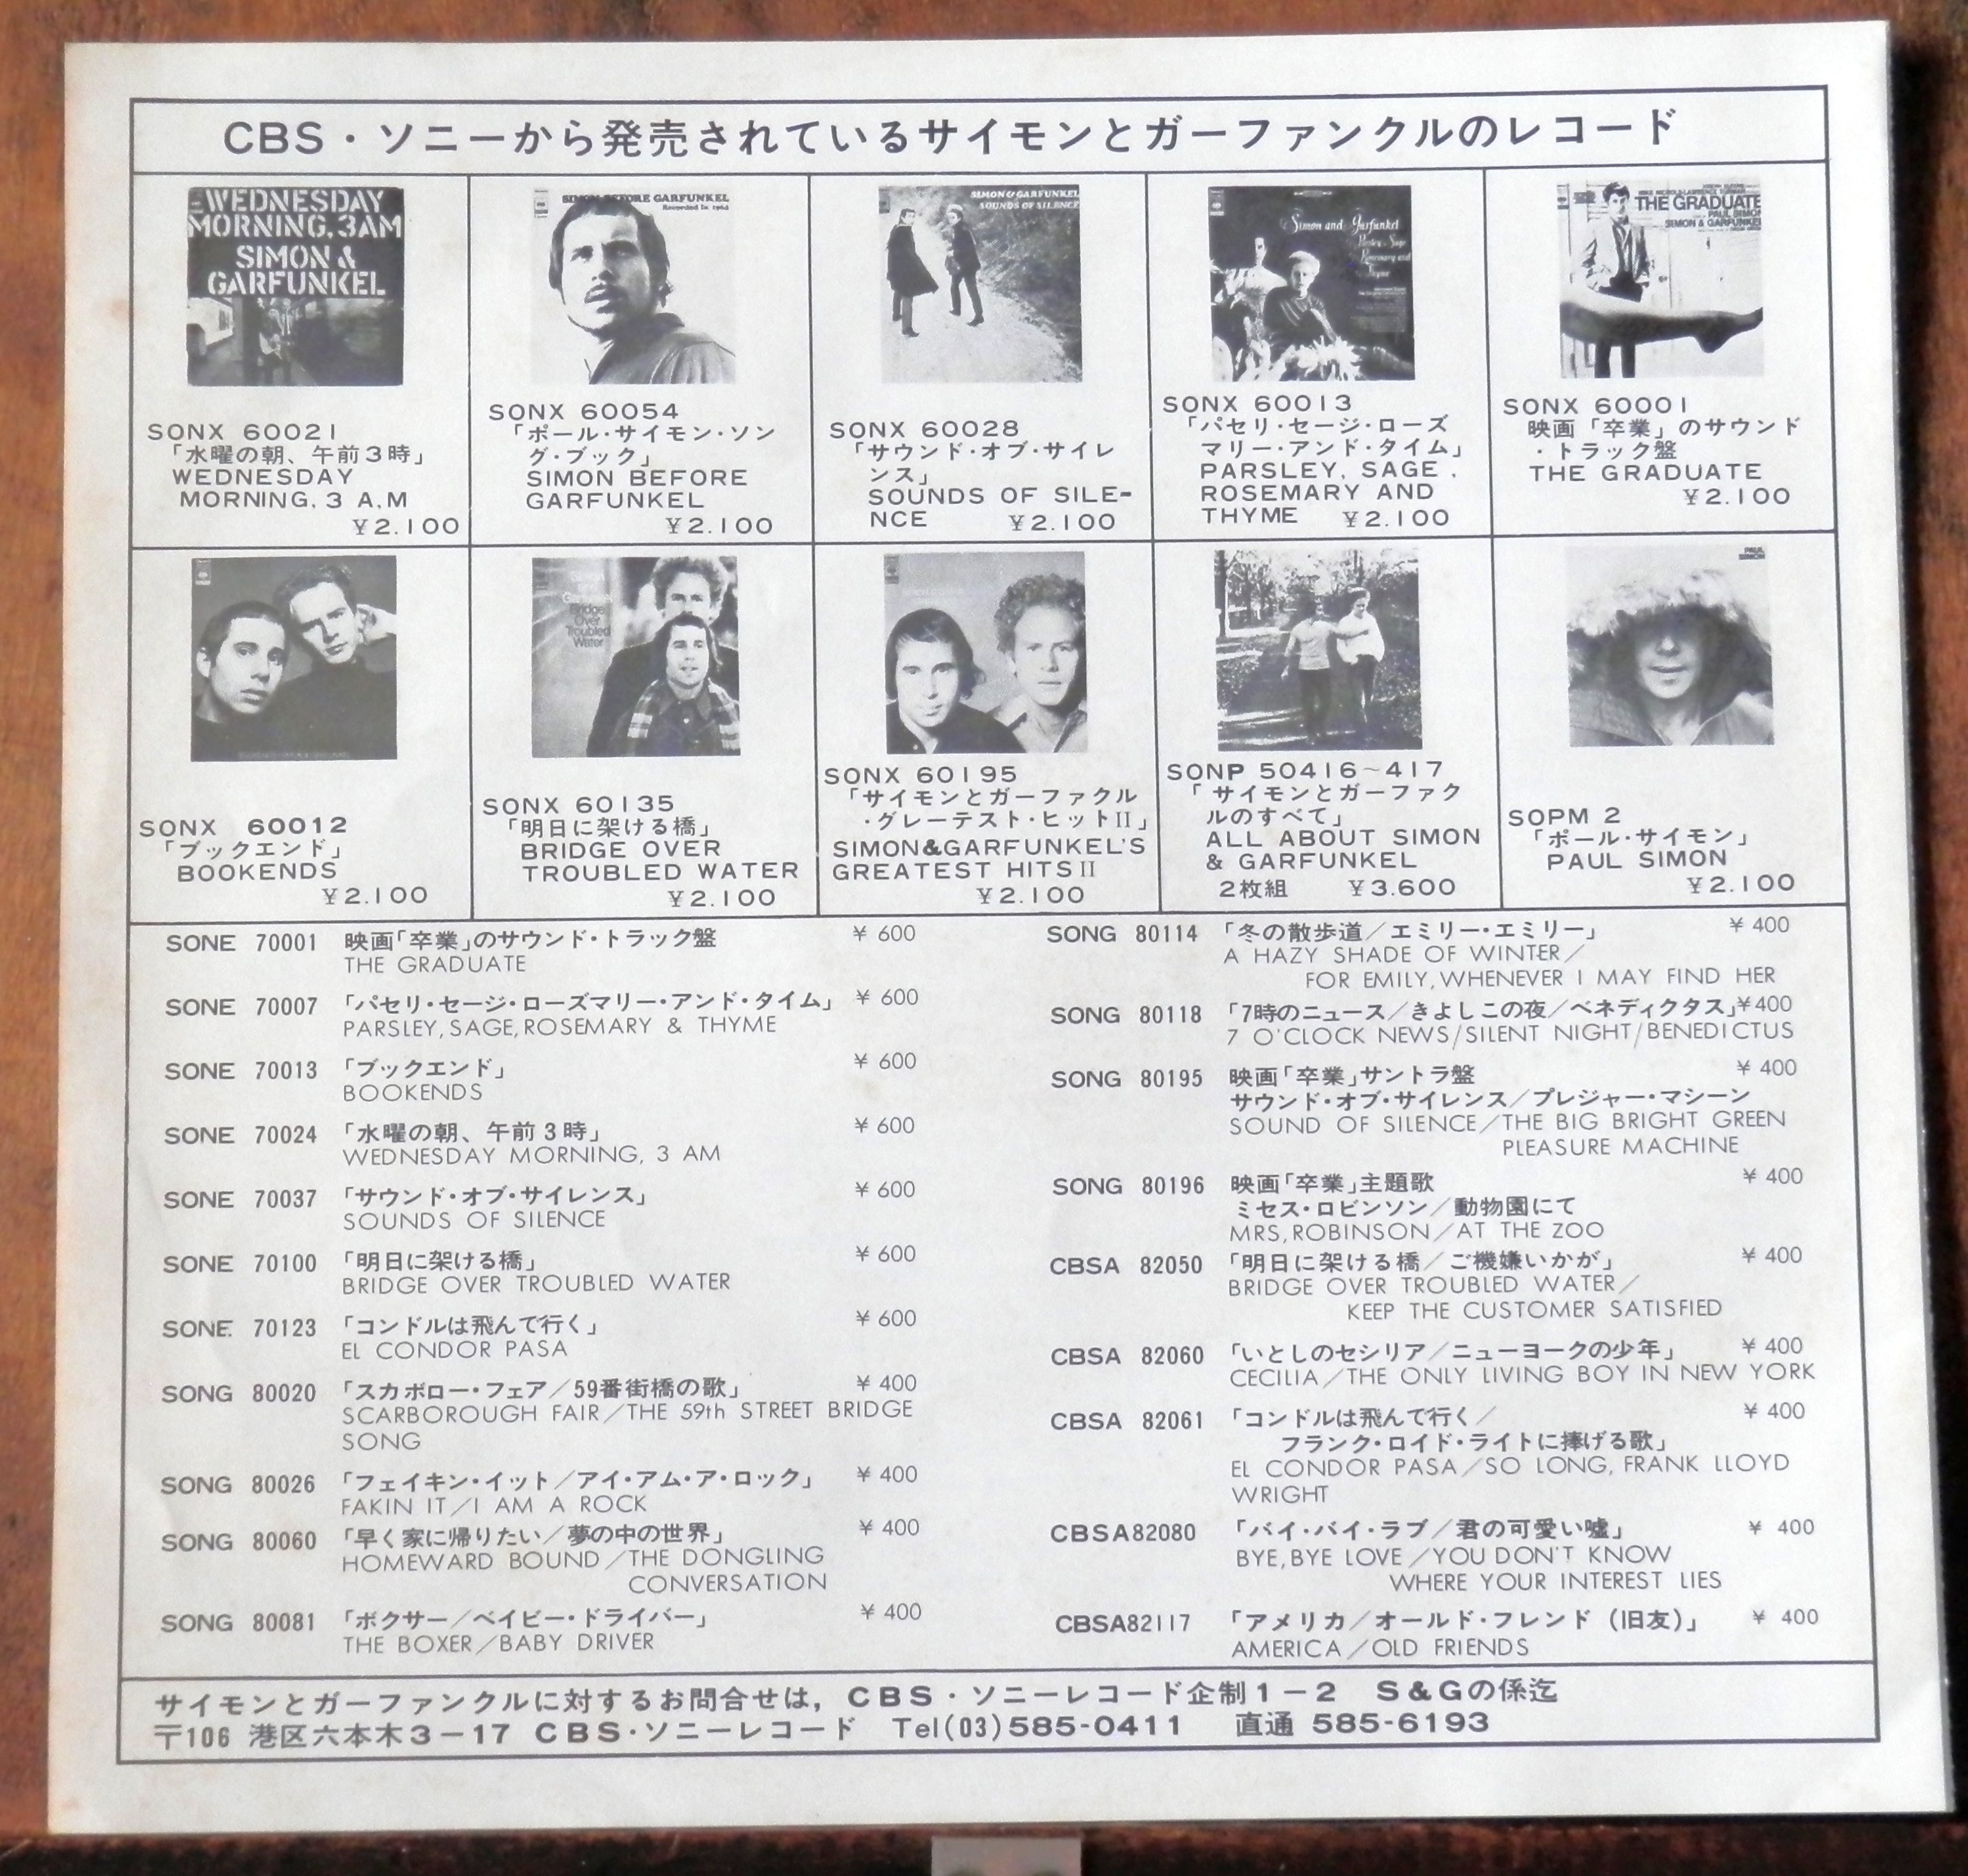 CBS・ソニーから発売されているサイモンとガーファンクルのレコード
WEDNESDAY
MORNING, 3AM
SIMON &
GARFUNKEL
SONX 60021
「水曜の朝、午前3時」
WEDNESDAY
MORNING, 3 A,M
¥2.100
SIMON BEFORE GARFUNKEL
Recorded In 1964
SONX 60054
「ポール・サイモン・ソン
グ・ブック」
SIMON BEFORE
GARFUNKEL
¥2.100
SIMON & GARFUNKEL
SOUNDS OF SILENCE
SONX 60028
「サウンド・オブ・サイレ
ンス」
SOUNDS OF SILE-
NCE ¥2.100
Simon and Garfunkel
Parsley, Sage
Rosemary and
Thyme
SONX 60013
「パセリ・セージ・ローズ
マリー・アンド・タイム」
PARSLEY, SAGE .
ROSEMARY AND
THYME ¥2.100
THE GRADUATE
PAUL SIMON
SIMON & GARFUNKEL
SONX 60001
映画「卒業」のサウンド
・トラック盤
THE GRADUATE
¥2.100
SONX 60012
「ブックエンド」
BOOKENDS
¥2.100
Bridge
Over
Troubled
Water
SONX 60135
「明日に架ける橋」
BRIDGE OVER
TROUBLED WATER
¥2.100
SONX 60195
「サイモンとガーファクル
・グレーテスト・ヒットII」
SIMON&GARFUNKEL'S
GREATEST HITS II
¥2.100
SONP 50416~417
「サイモンとガーファク
ルのすべて」
ALL ABOUT SIMON
& GARFUNKEL
2枚組 ¥3.600
PAUL
SIMON
SOPM 2
「ポール・サイモン」
PAUL SIMON
¥2.100
SONE 70001 映画「卒業」のサウンド・トラック盤 ¥ 600
THE GRADUATE
SONE 70007 「パセリ・セージ・ローズマリー・アンド・タイム」 ¥ 600
PARSLEY, SAGE, ROSEMARY & THYME
SONE 70013 「ブックエンド」 ¥ 600
BOOKENDS
SONE 70024 「水曜の朝、午前3時」 ¥ 600
WEDNESDAY MORNING, 3 AM
SONE 70037 「サウンド・オブ・サイレンス」 ¥ 600
SOUNDS OF SILENCE
SONE 70100 「明日に架ける橋」 ¥ 600
BRIDGE OVER TROUBLED WATER
SONE 70123 「コンドルは飛んで行く」 ¥ 600
EL CONDOR PASA
SONG 80020 「スカボロー・フェア／59番街橋の歌」 ¥ 400
SCARBOROUGH FAIR／THE 59th STREET BRIDGE
SONG
SONG 80026 「フェイキン・イット／アイ・アム・ア・ロック」 ¥ 400
FAKIN IT／I AM A ROCK
SONG 80060 「早く家に帰りたい／夢の中の世界」 ¥ 400
HOMEWARD BOUND／THE DONGLING
CONVERSATION
SONG 80081 「ボクサー／ベイビー・ドライバー」 ¥ 400
THE BOXER／BABY DRIVER
SONG 80114 「冬の散歩道／エミリー・エミリー」 ¥ 400
A HAZY SHADE OF WINTER／
FOR EMILY, WHENEVER I MAY FIND HER
SONG 80118 「7時のニュース／きよしこの夜／ベネディクタス」¥400
7 O'CLOCK NEWS/SILENT NIGHT/BENEDICTUS
SONG 80195 映画「卒業」サントラ盤 ¥ 400
サウンド・オブ・サイレンス／プレジャー・マシーン
SOUND OF SILENCE／THE BIG BRIGHT GREEN
PLEASURE MACHINE
SONG 80196 映画「卒業」主題歌 ¥ 400
ミセス・ロビンソン／動物園にて
MRS, ROBINSON／AT THE ZOO
CBSA 82050 「明日に架ける橋／ご機嫌いかが」 ¥ 400
BRIDGE OVER TROUBLED WATER／
KEEP THE CUSTOMER SATISFIED
CBSA 82060 「いとしのセシリア／ニューヨークの少年」 ¥ 400
CECILIA／THE ONLY LIVING BOY IN NEW YORK
CBSA 82061 「コンドルは飛んで行く／ ¥ 400
フランク・ロイド・ライトに捧げる歌」
EL CONDOR PASA／SO LONG, FRANK LLOYD
WRIGHT
CBSA82080 「バイ・バイ・ラブ／君の可愛い嘘」 ¥ 400
BYE, BYE LOVE／YOU DON'T KNOW
WHERE YOUR INTEREST LIES
CBSA82117 「アメリカ／オールド・フレンド（旧友）」 ¥ 400
AMERICA／OLD FRIENDS
サイモンとガーファンクルに対するお問合せは，CBS・ソニーレコード企制1－2 S&Gの係迄
〒106 港区六本木3－17 CBS・ソニーレコード Tel(03)585-0411 直通 585-6193